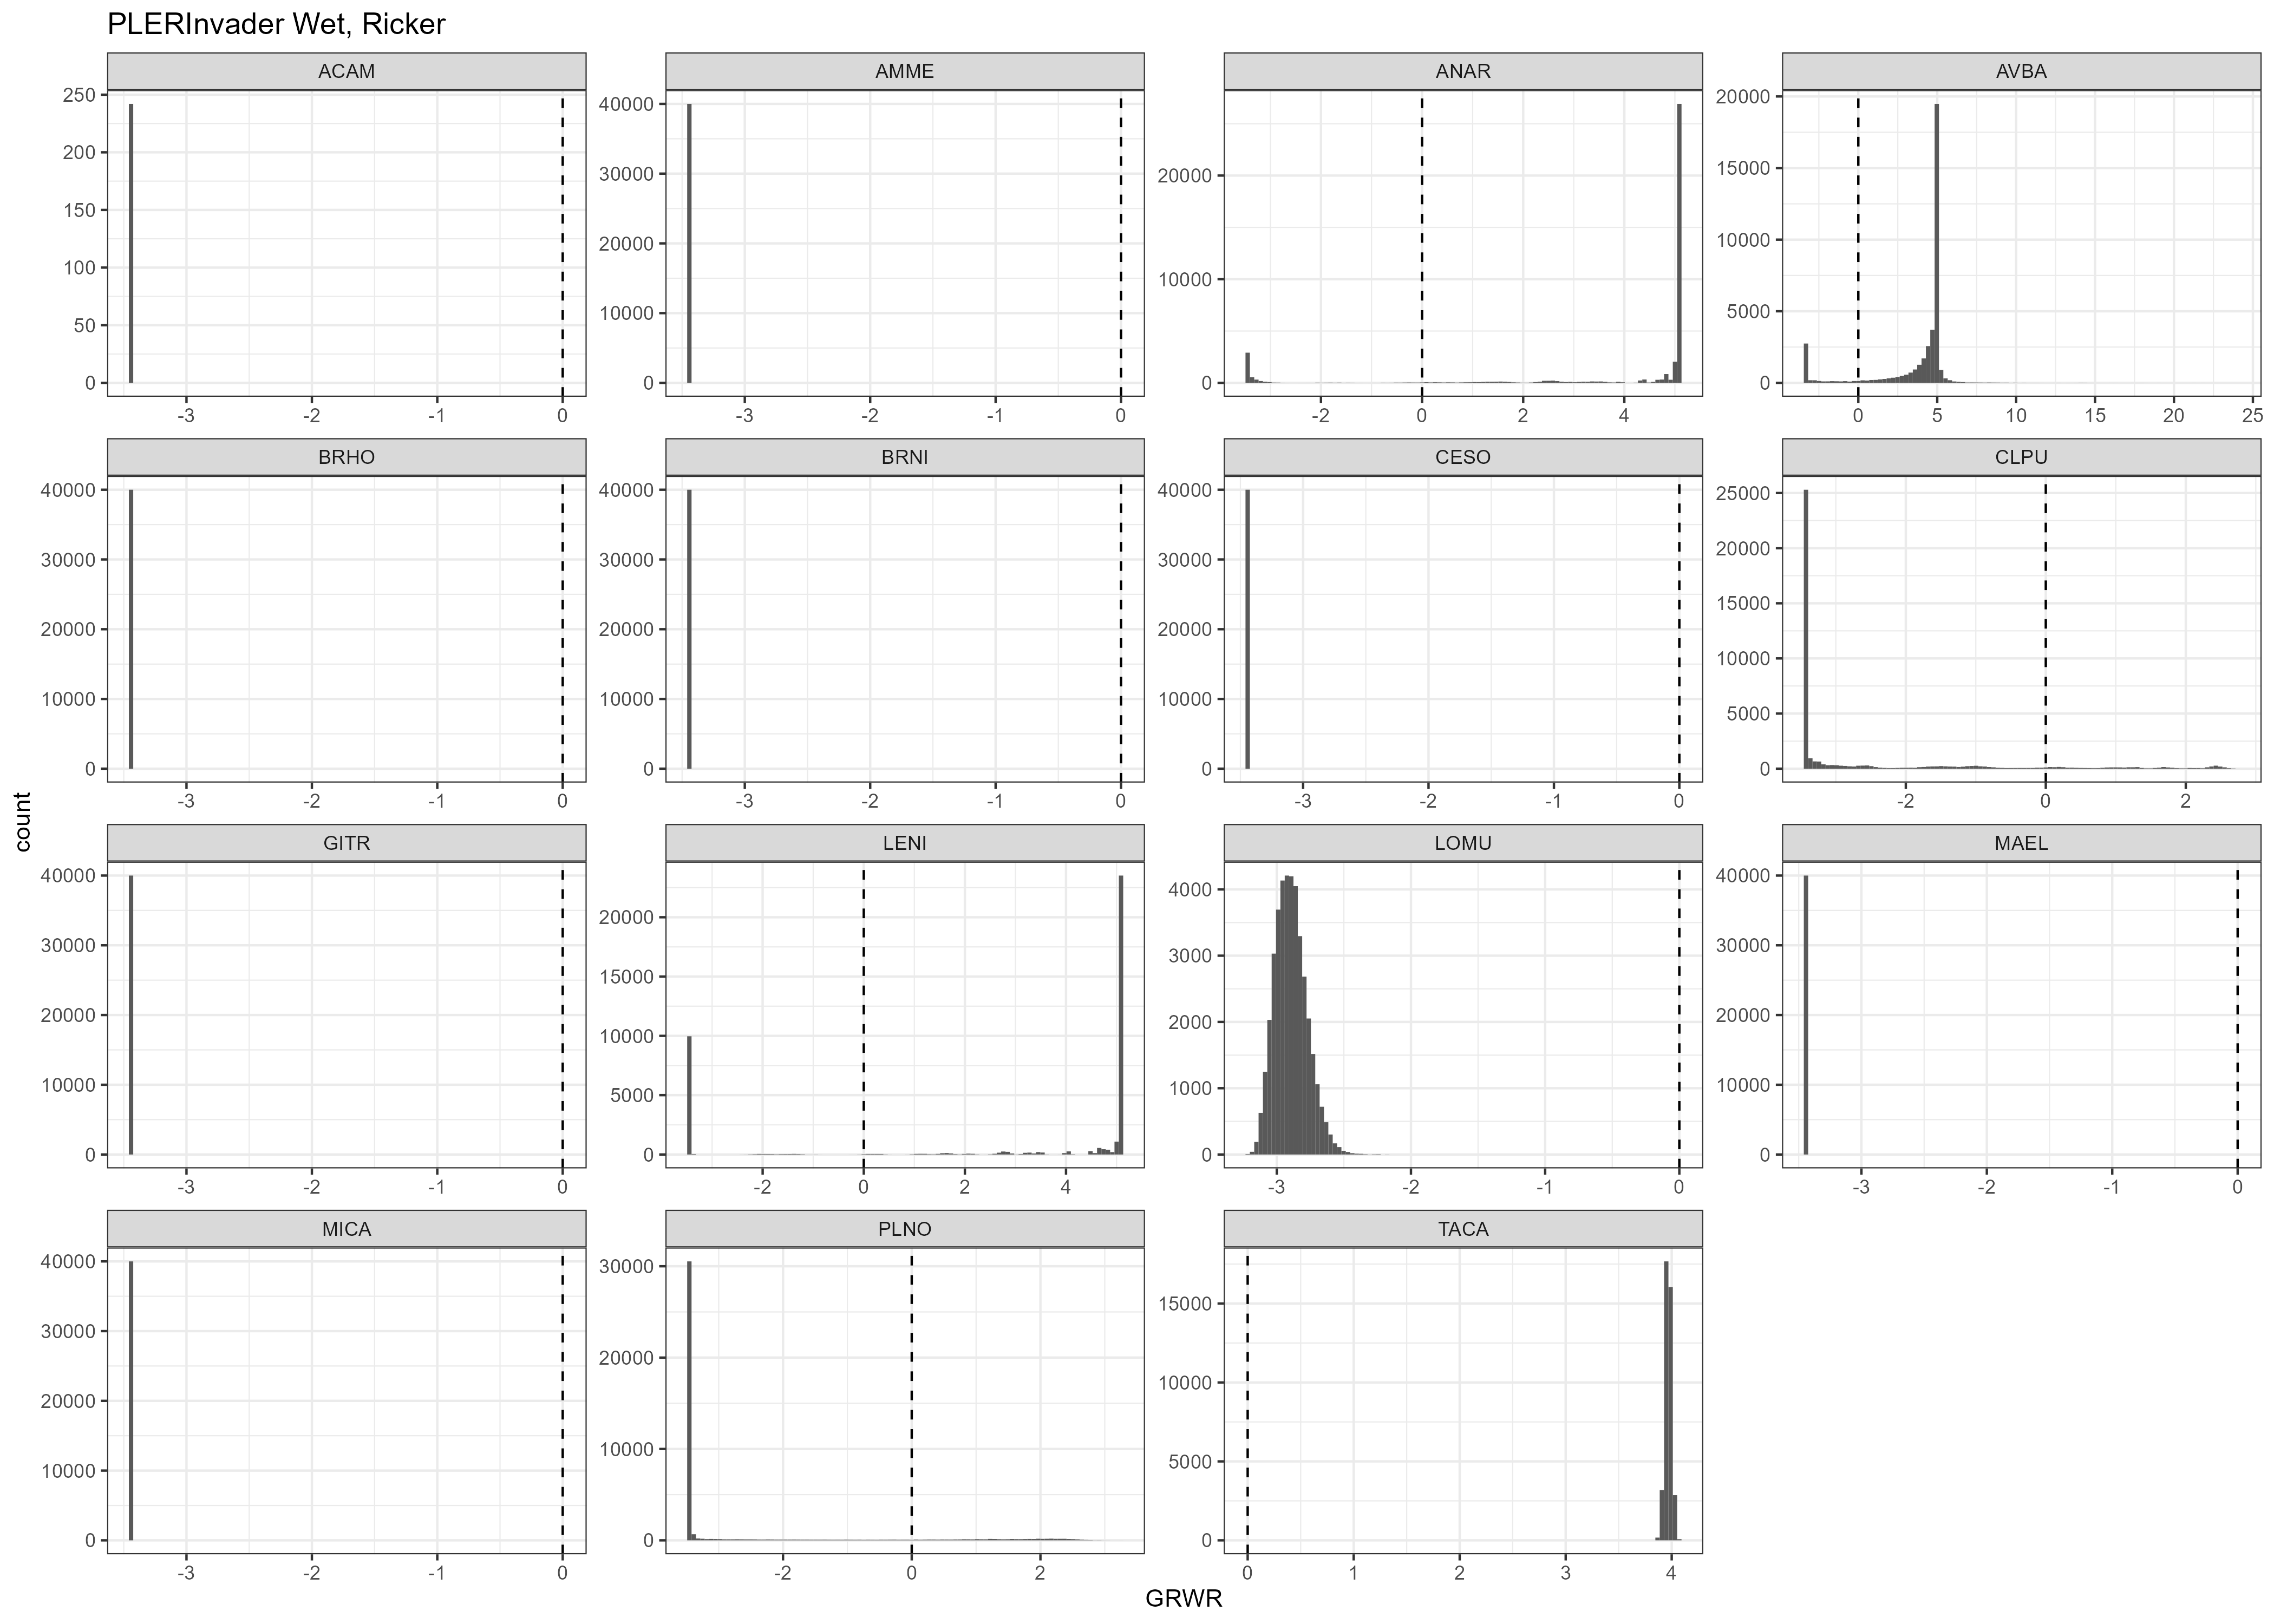 PLERInvader Wet, Ricker
ACAM AMME ANAR AVBA
250 200 150 100 50 0
-3 -2 -1 0
40000 30000 20000 10000 0
-3 -2 -1 0
20000 10000 0
-2 0 2 4
20000 15000 10000 5000 0
0 5 10 15 20 25
BRHO BRNI CESO CLPU
40000 30000 20000 10000 0
-3 -2 -1 0
40000 30000 20000 10000 0
-3 -2 -1 0
40000 30000 20000 10000 0
-3 -2 -1 0
25000 20000 15000 10000 5000 0
-2 0 2
count
GITR LENI LOMU MAEL
40000 30000 20000 10000 0
-3 -2 -1 0
20000 15000 10000 5000 0
-2 0 2 4
4000 3000 2000 1000 0
-3 -2 -1 0
40000 30000 20000 10000 0
-3 -2 -1 0
MICA PLNO TACA
40000 30000 20000 10000 0
-3 -2 -1 0
30000 20000 10000 0
-2 0 2
15000 10000 5000 0
0 1 2 3 4
GRWR